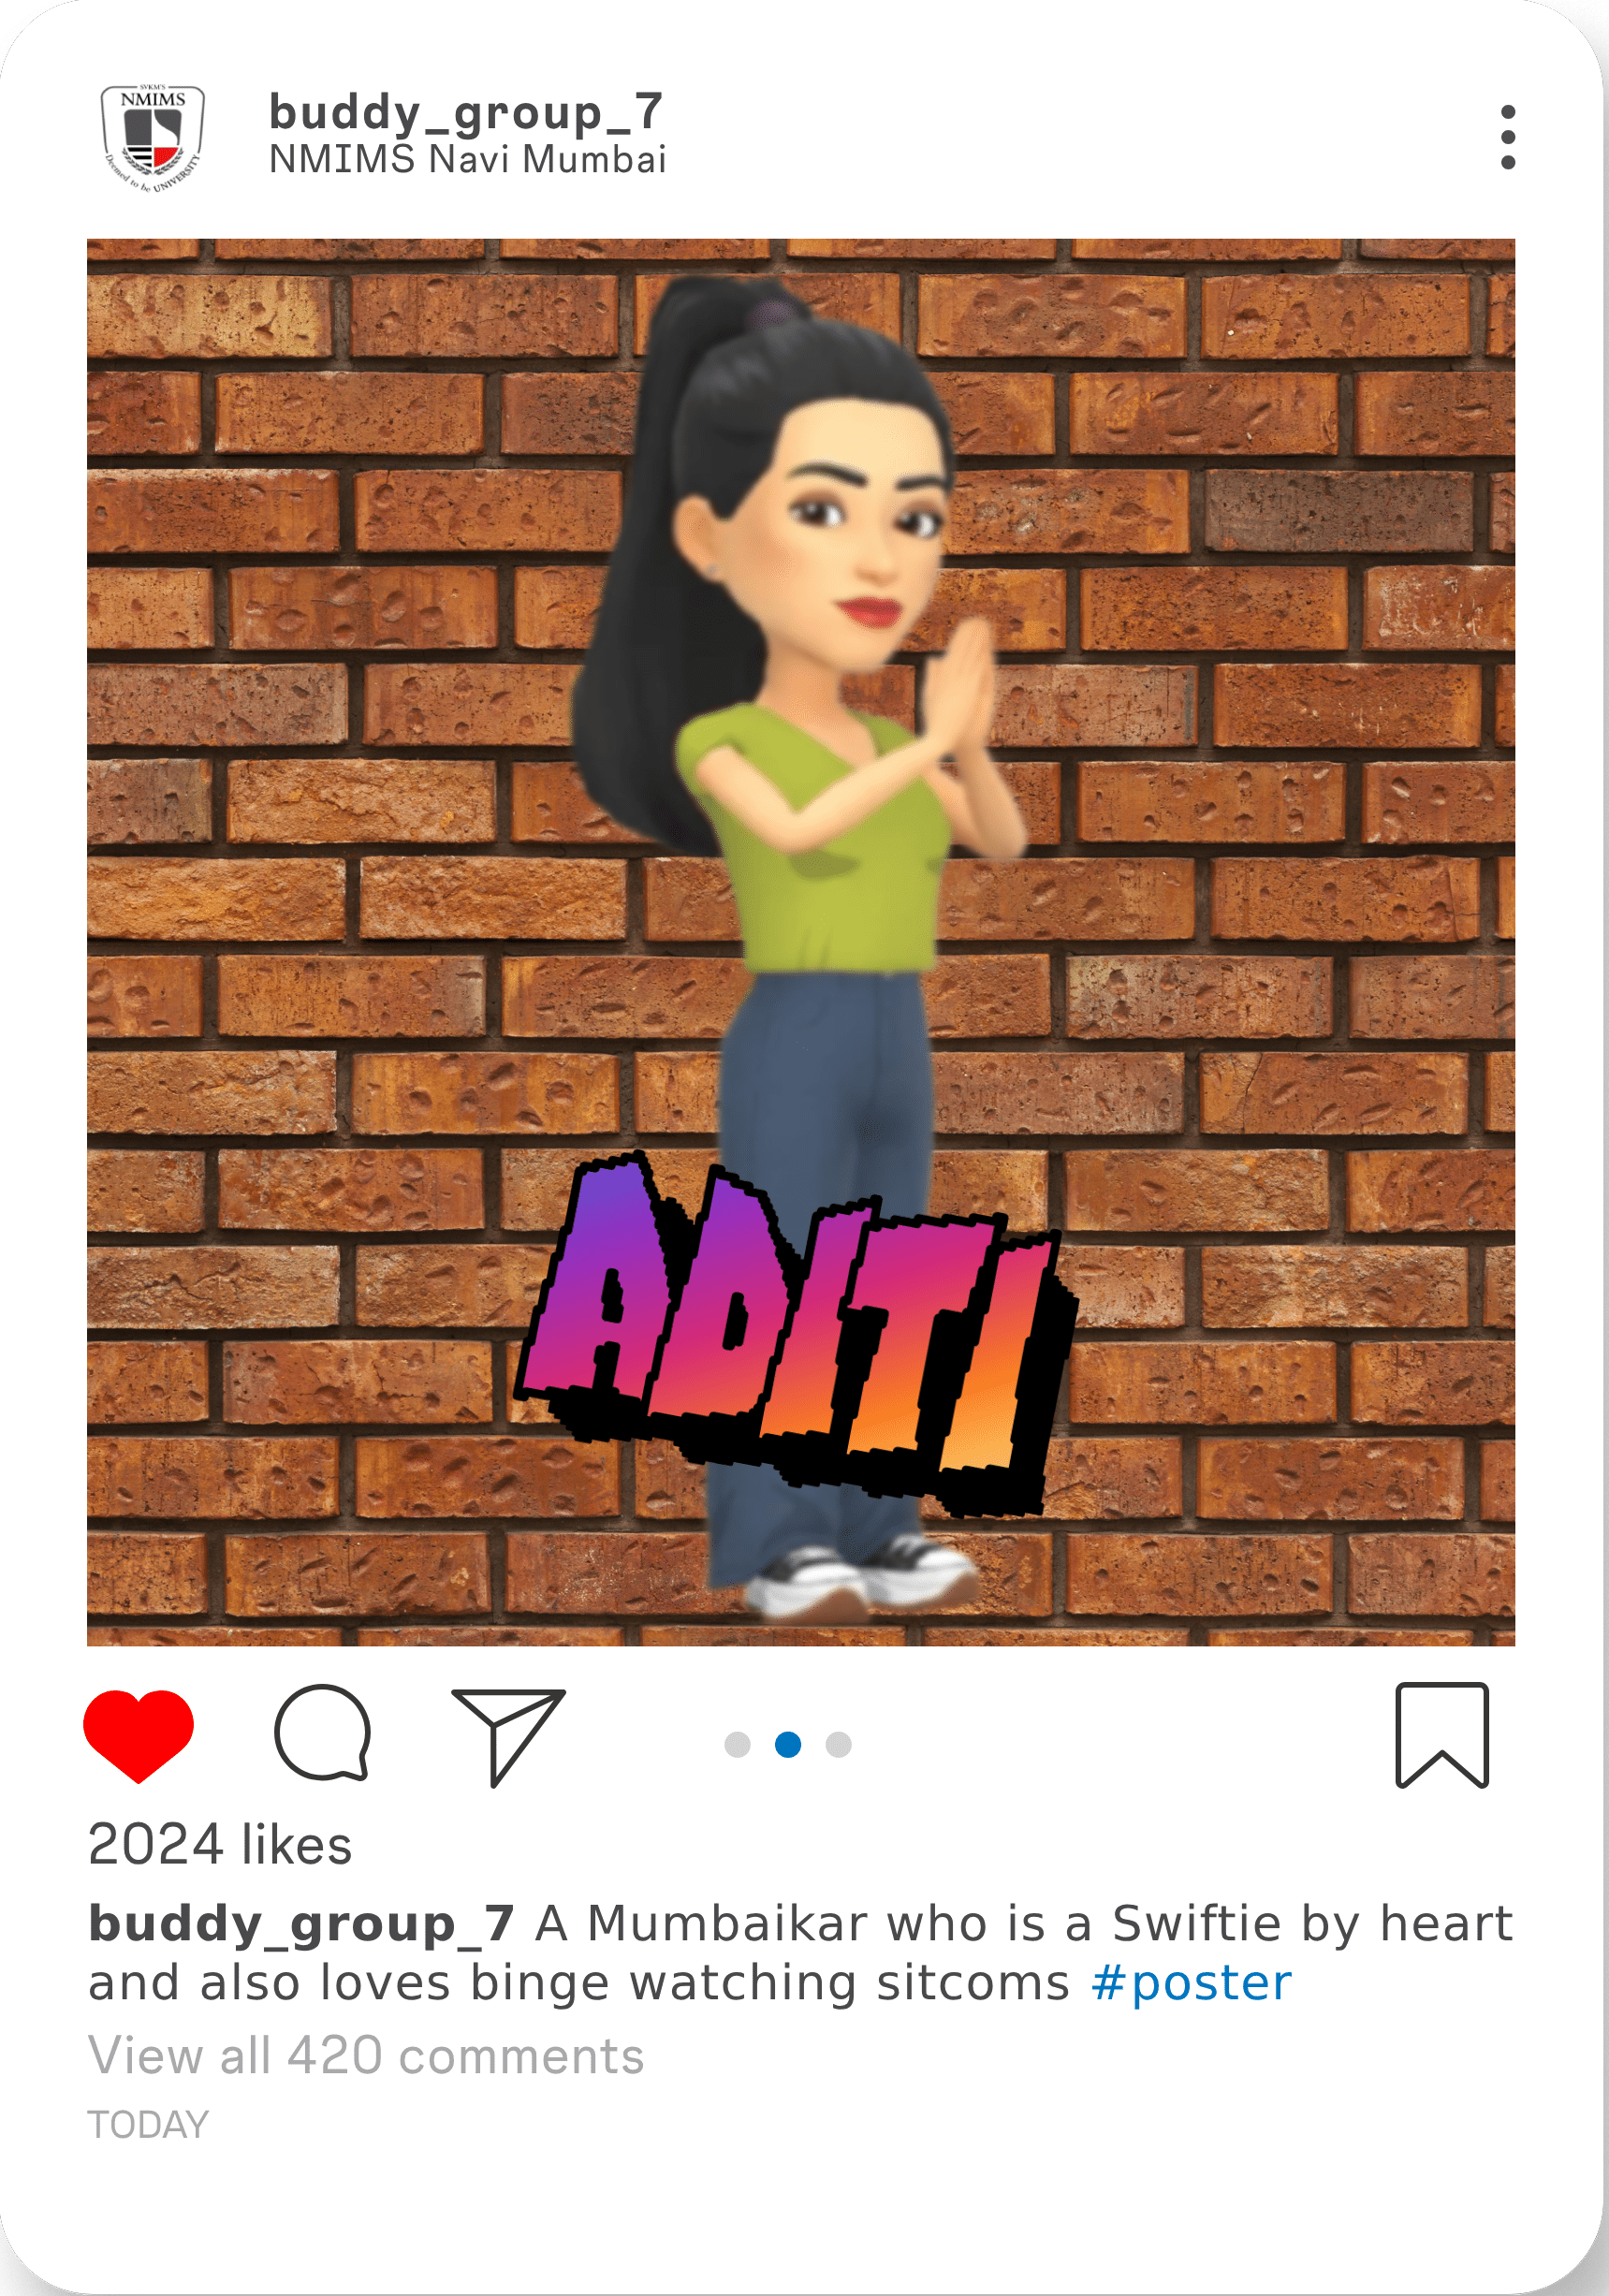 SVKM'S
NMIMS
Deemed to be UNIVERSITY
buddy_group_7
NMIMS Navi Mumbai
ADITI
2024 likes
buddy_group_7 A Mumbaikar who is a Swiftie by heart
and also loves binge watching sitcoms #poster
View all 420 comments
TODAY